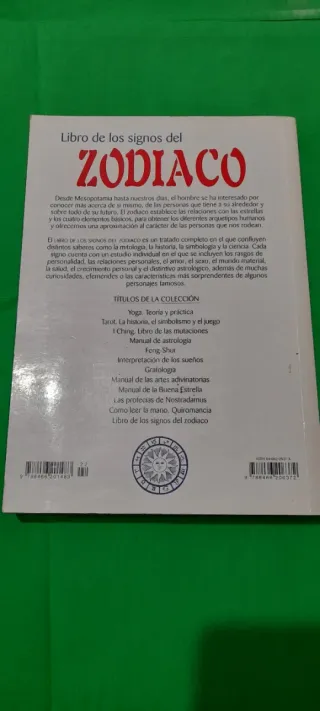 Libro de los signos del
ZODIACO
Desde Mesopotamia hasta nuestros días, el hombre se ha interesado por
conocer más acerca de sí mismo, de las personas que tiene a su alrededor y
sobre todo de su futuro. El zodíaco establece las relaciones con las estrellas
y los cuatro elementos básicos, para obtener los diferentes arquetipos humanos
y ofrecernos una aproximación al carácter de las personas que nos rodean.
EL LIBRO DE LOS SIGNOS DEL ZODIACO es un tratado completo en el que confluyen
distintos saberes como la mitología, la historia, la simbología y la ciencia. Cada
signo cuenta con un estudio individual en el que se incluyen los rasgos de
personalidad, las relaciones personales, el amor, el sexo, el mundo material,
la salud, el crecimiento personal y el distintivo astrológico, además de muchas
curiosidades, efemérides o las características más sorprendentes de algunos
personajes famosos.
TÍTULOS DE LA COLECCIÓN
Yoga. Teoría y práctica
Tarot. La historia, el simbolismo y el juego
I Ching. Libro de las mutaciones
Manual de astrología
Feng-Shui
Interpretación de los sueños
Grafología
Manual de las artes adivinatorias
Manual de la Buena Estrella
Las profecías de Nostradamus
Cómo leer la mano. Quiromancia
Libro de los signos del zodíaco